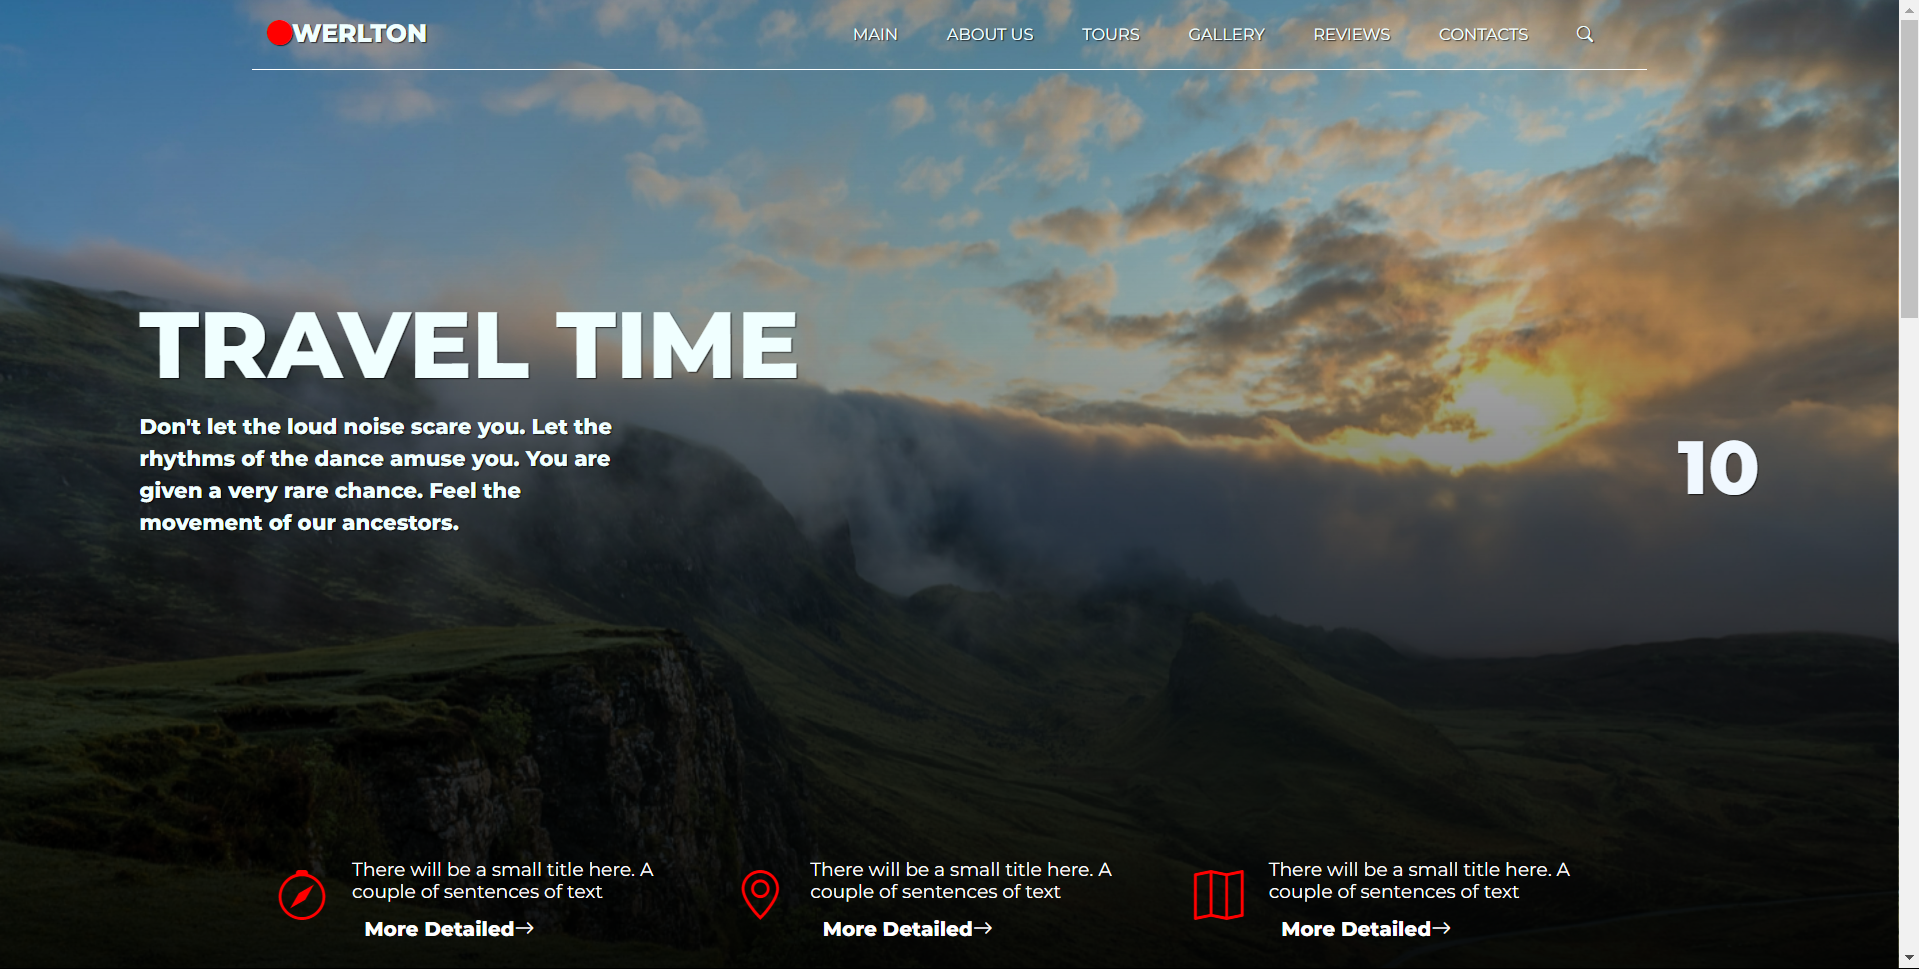 WERLTON
MAIN ABOUT US TOURS GALLERY REVIEWS CONTACTS
TRAVEL TIME
Don't let the loud noise scare you. Let the
rhythms of the dance amuse you. You are
given a very rare chance. Feel the
movement of our ancestors.
10
There will be a small title here. A
couple of sentences of text
More Detailed→
There will be a small title here. A
couple of sentences of text
More Detailed→
There will be a small title here. A
couple of sentences of text
More Detailed→